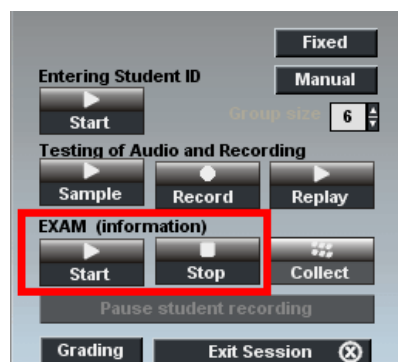 Fixed
Entering Student ID
Manual
Start
Group size 6
Testing of Audio and Recording
Sample Record Replay
EXAM (information)
Start Stop Collect
Pause student recording
Grading Exit Session